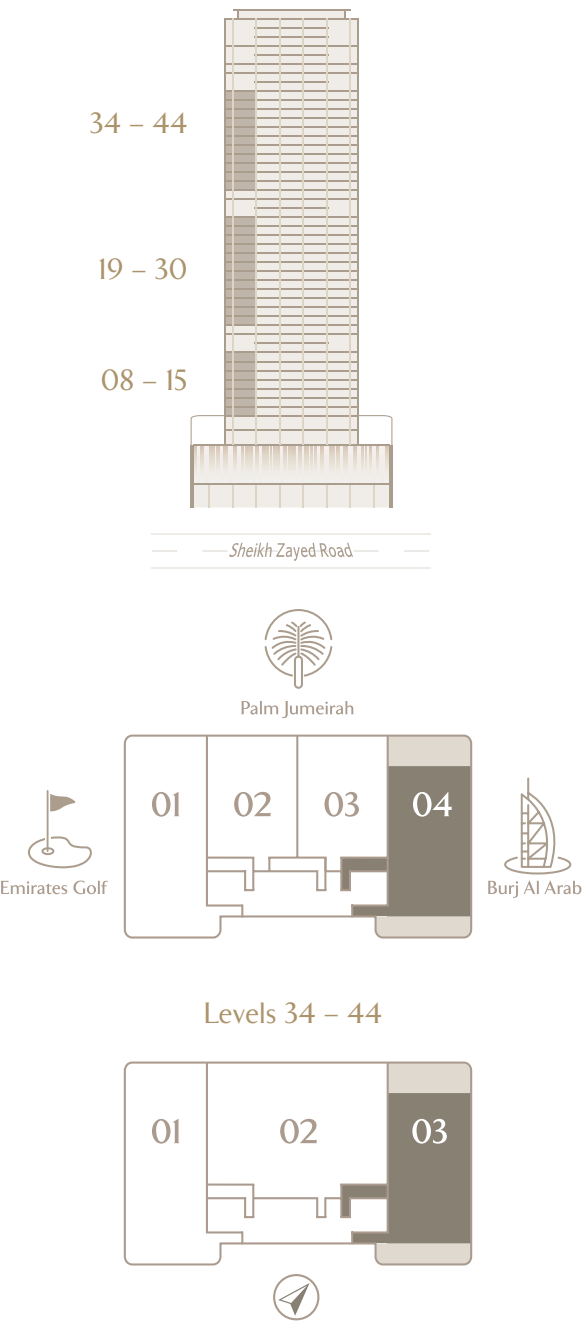 34 – 44
19 – 30
08 – 15
Sheikh Zayed Road
Palm Jumeirah
01 02 03 04
Emirates Golf
Burj Al Arab
Levels 34 – 44
01 02 03